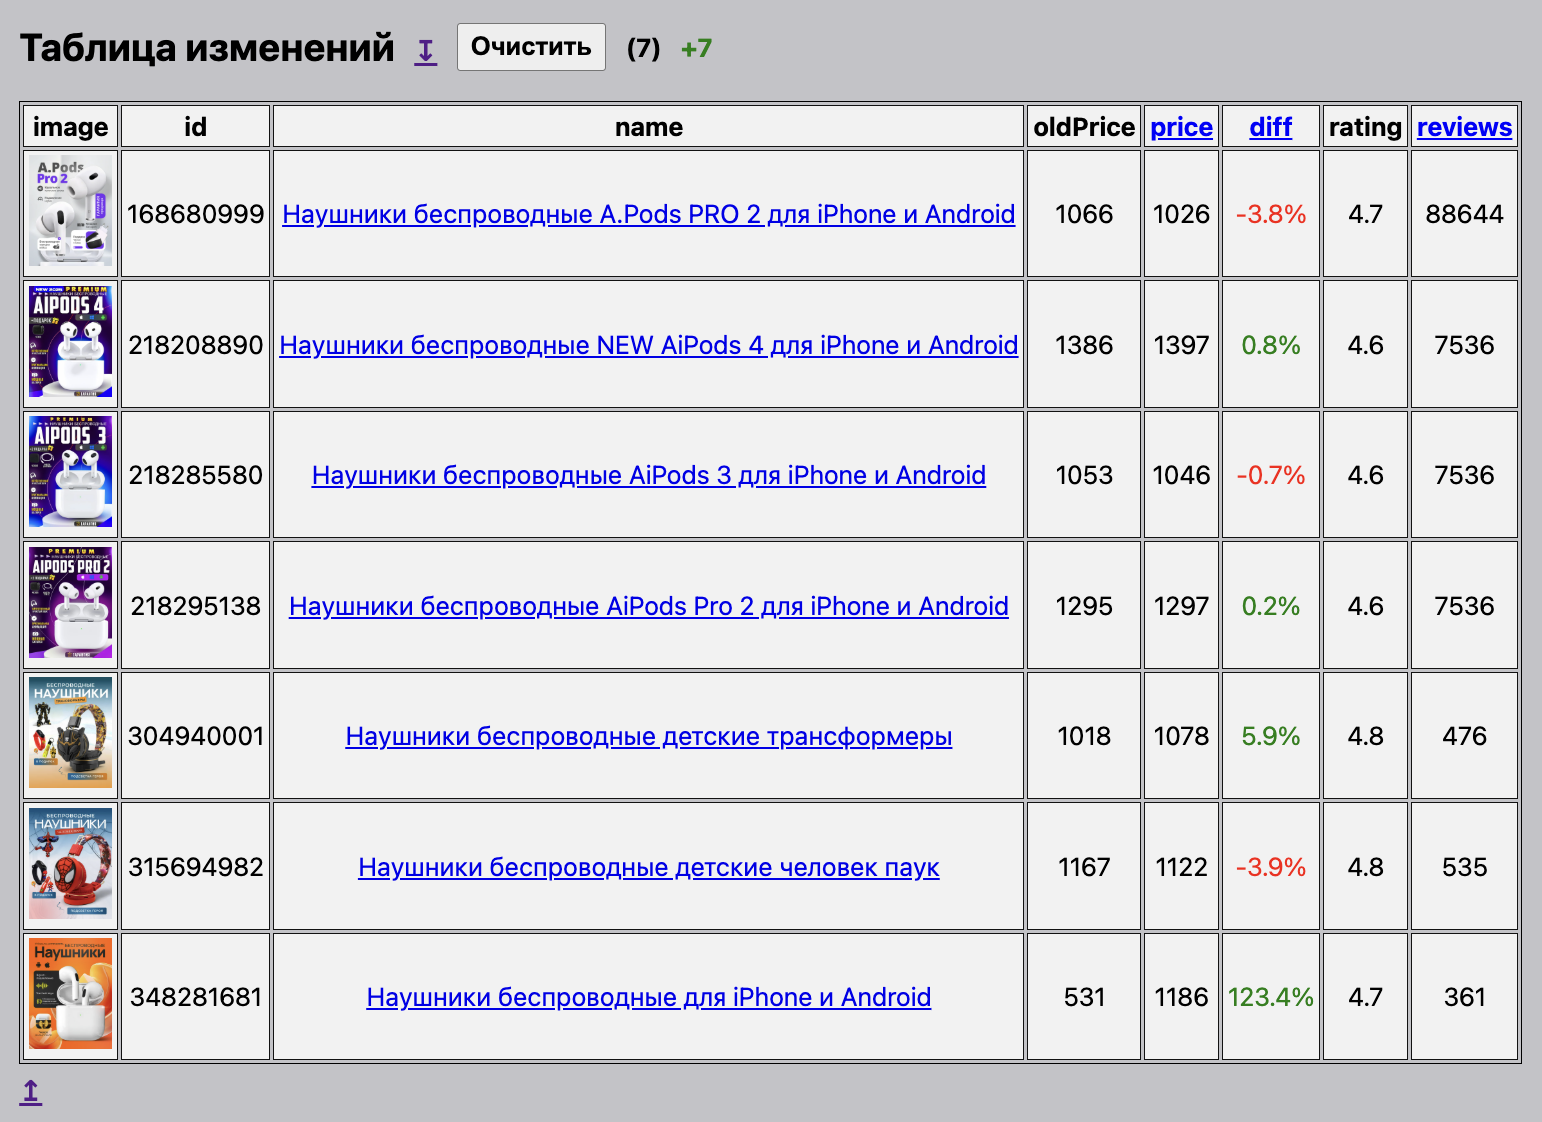 Таблица изменений ↧ Очистить (7) +7
image id name oldPrice price diff rating reviews
A.Pods
Pro 2
168680999 Наушники беспроводные A.Pods PRO 2 для iPhone и Android 1066 1026 -3.8% 4.7 88644
PREMIUM
AIPODS 4
218208890 Наушники беспроводные NEW AiPods 4 для iPhone и Android 1386 1397 0.8% 4.6 7536
PREMIUM
AIPODS 3
218285580 Наушники беспроводные AiPods 3 для iPhone и Android 1053 1046 -0.7% 4.6 7536
PREMIUM
AIPODS PRO 2
218295138 Наушники беспроводные AiPods Pro 2 для iPhone и Android 1295 1297 0.2% 4.6 7536
БЕСПРОВОДНЫЕ
НАУШНИКИ
304940001 Наушники беспроводные детские трансформеры 1018 1078 5.9% 4.8 476
БЕСПРОВОДНЫЕ
НАУШНИКИ
315694982 Наушники беспроводные детские человек паук 1167 1122 -3.9% 4.8 535
БЕСПРОВОДНЫЕ
Наушники
348281681 Наушники беспроводные для iPhone и Android 531 1186 123.4% 4.7 361
↥